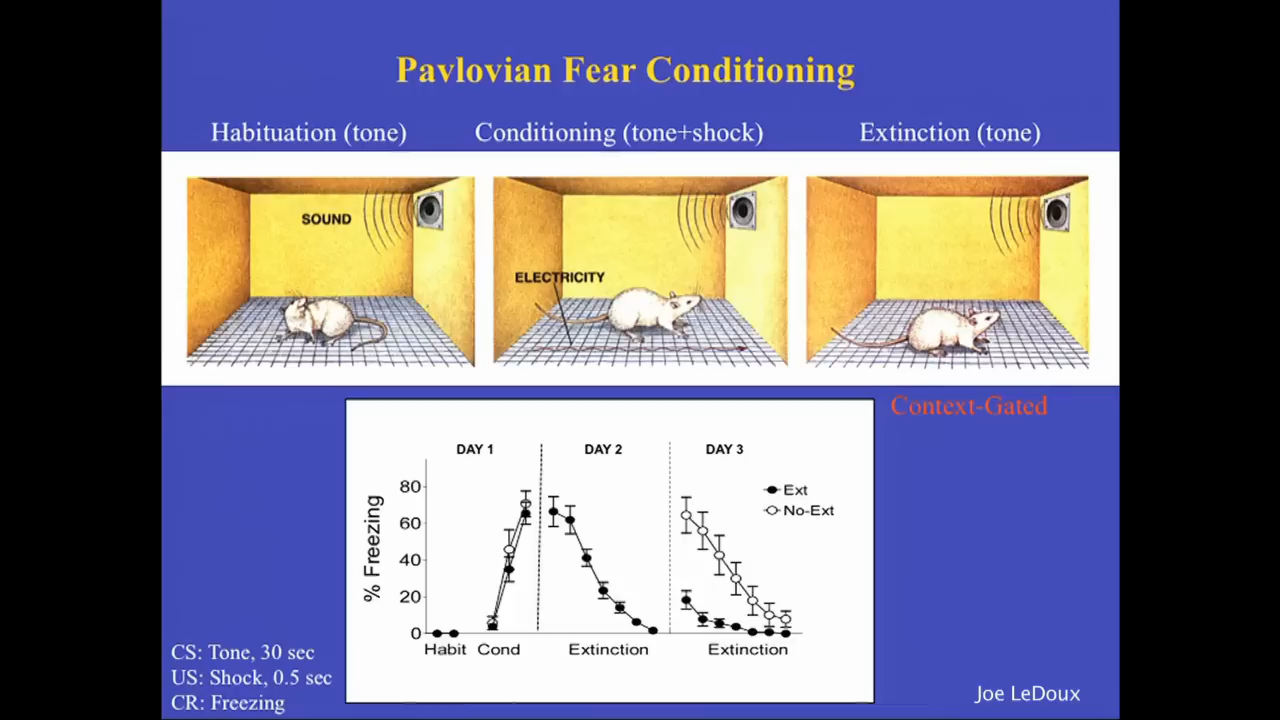 Pavlovian Fear Conditioning
Habituation (tone)
Conditioning (tone+shock)
Extinction (tone)
SOUND
ELECTRICITY
Context-Gated
DAY 1
DAY 2
DAY 3
% Freezing
80
60
40
20
0
Ext
No-Ext
Habit
Cond
Extinction
Extinction
CS: Tone, 30 sec
US: Shock, 0.5 sec
CR: Freezing
Joe LeDoux